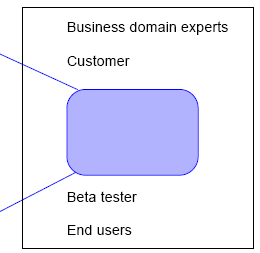 Business domain experts
Customer
Beta tester
End users